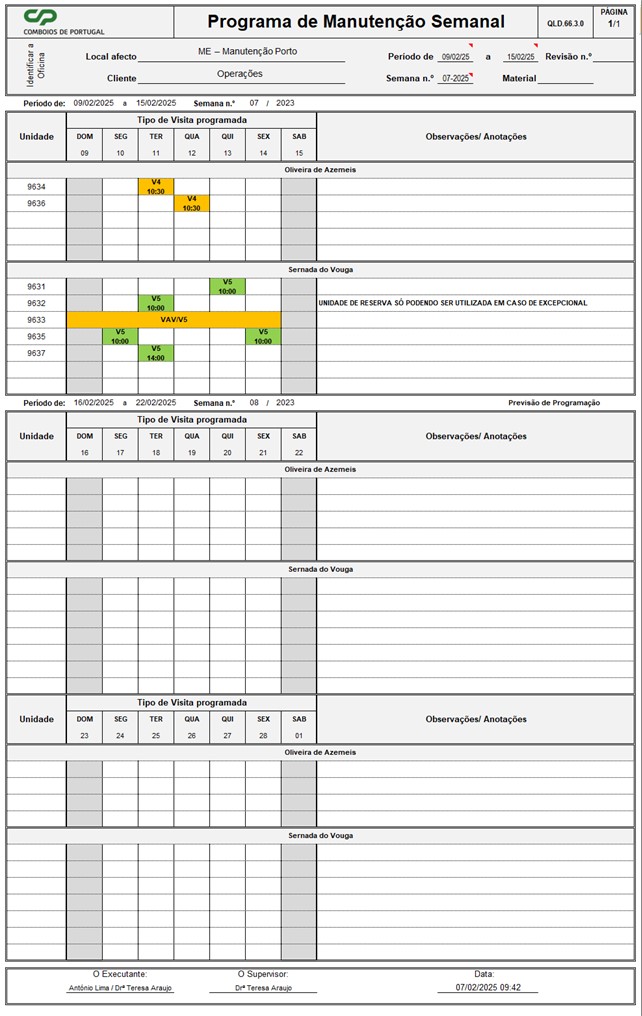 CP
COMBOIOS DE PORTUGAL
Programa de Manutenção Semanal
QLD.66.3.0
PÁGINA
1/1
Identificar a Oficina
Local afecto ME – Manutenção Porto
Período de 09/02/25 a 15/02/25 Revisão n.º
Cliente Operações
Semana n.º 07-2025 Material
Período de: 09/02/2025 a 15/02/2025 Semana n.º 07 / 2023
Unidade
Tipo de Visita programada
Observações/ Anotações
DOM SEG TER QUA QUI SEX SAB
09 10 11 12 13 14 15
Oliveira de Azemeis
9634 V4 10:30
9636 V4 10:30
Sernada do Vouga
9631 V5 10:00
9632 V5 10:00 UNIDADE DE RESERVA SÓ PODENDO SER UTILIZADA EM CASO DE EXCEPCIONAL
9633 VAV/V5
9635 V5 10:00 V5 10:00
9637 V5 14:00
Período de: 16/02/2025 a 22/02/2025 Semana n.º 08 / 2023 Previsão de Programação
Unidade
Tipo de Visita programada
Observações/ Anotações
DOM SEG TER QUA QUI SEX SAB
16 17 18 19 20 21 22
Oliveira de Azemeis
Sernada do Vouga
Unidade
Tipo de Visita programada
Observações/ Anotações
DOM SEG TER QUA QUI SEX SAB
23 24 25 26 27 28 01
Oliveira de Azemeis
Sernada do Vouga
O Executante: O Supervisor: Data:
António Lima / Drª Teresa Araujo Drª Teresa Araujo 07/02/2025 09:42